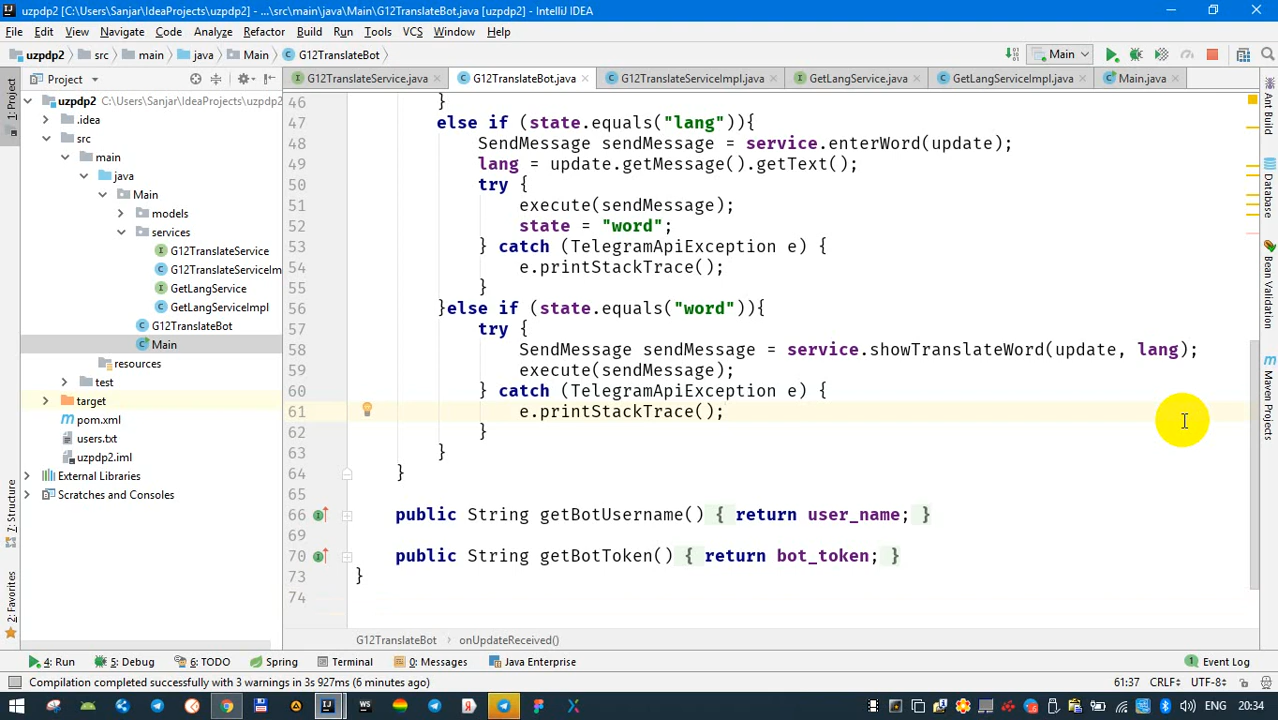 uzpdp2 [C:\Users\Sanjar\IdeaProjects\uzpdp2] - ...\src\main\java\Main\G12TranslateBot.java [uzpdp2] - IntelliJ IDEA
File Edit View Navigate Code Analyze Refactor Build Run Tools VCS Window Help
uzpdp2 src main java Main G12TranslateBot Main
Project G12TranslateService.java G12TranslateBot.java G12TranslateServiceImpl.java GetLangService.java GetLangServiceImpl.java Main.java
1: Project
7: Structure
2: Favorites
uzpdp2 C:\Users\Sanjar\IdeaProjects\uzpdp2
.idea
src
main
java
Main
models
services
G12TranslateService
G12TranslateServiceIm
GetLangService
GetLangServiceImpl
G12TranslateBot
Main
resources
test
target
pom.xml
users.txt
uzpdp2.iml
External Libraries
Scratches and Consoles
46 }
47 else if (state.equals("lang")){
48 SendMessage sendMessage = service.enterWord(update);
49 lang = update.getMessage().getText();
50 try {
51 execute(sendMessage);
52 state = "word";
53 } catch (TelegramApiException e) {
54 e.printStackTrace();
55 }
56 }else if (state.equals("word")){
57 try {
58 SendMessage sendMessage = service.showTranslateWord(update, lang);
59 execute(sendMessage);
60 } catch (TelegramApiException e) {
61 e.printStackTrace();
62 }
63 }
64 }
65
66 public String getBotUsername() { return user_name; }
69
70 public String getBotToken() { return bot_token; }
73 }
74
G12TranslateBot onUpdateReceived()
Ant Build
Database
Bean Validation
Maven Projects
4: Run 5: Debug 6: TODO Spring Terminal 0: Messages Java Enterprise 1 Event Log
Compilation completed successfully with 3 warnings in 3s 927ms (6 minutes ago) 61:37 CRLF÷ UTF-8÷
ENG 20:34